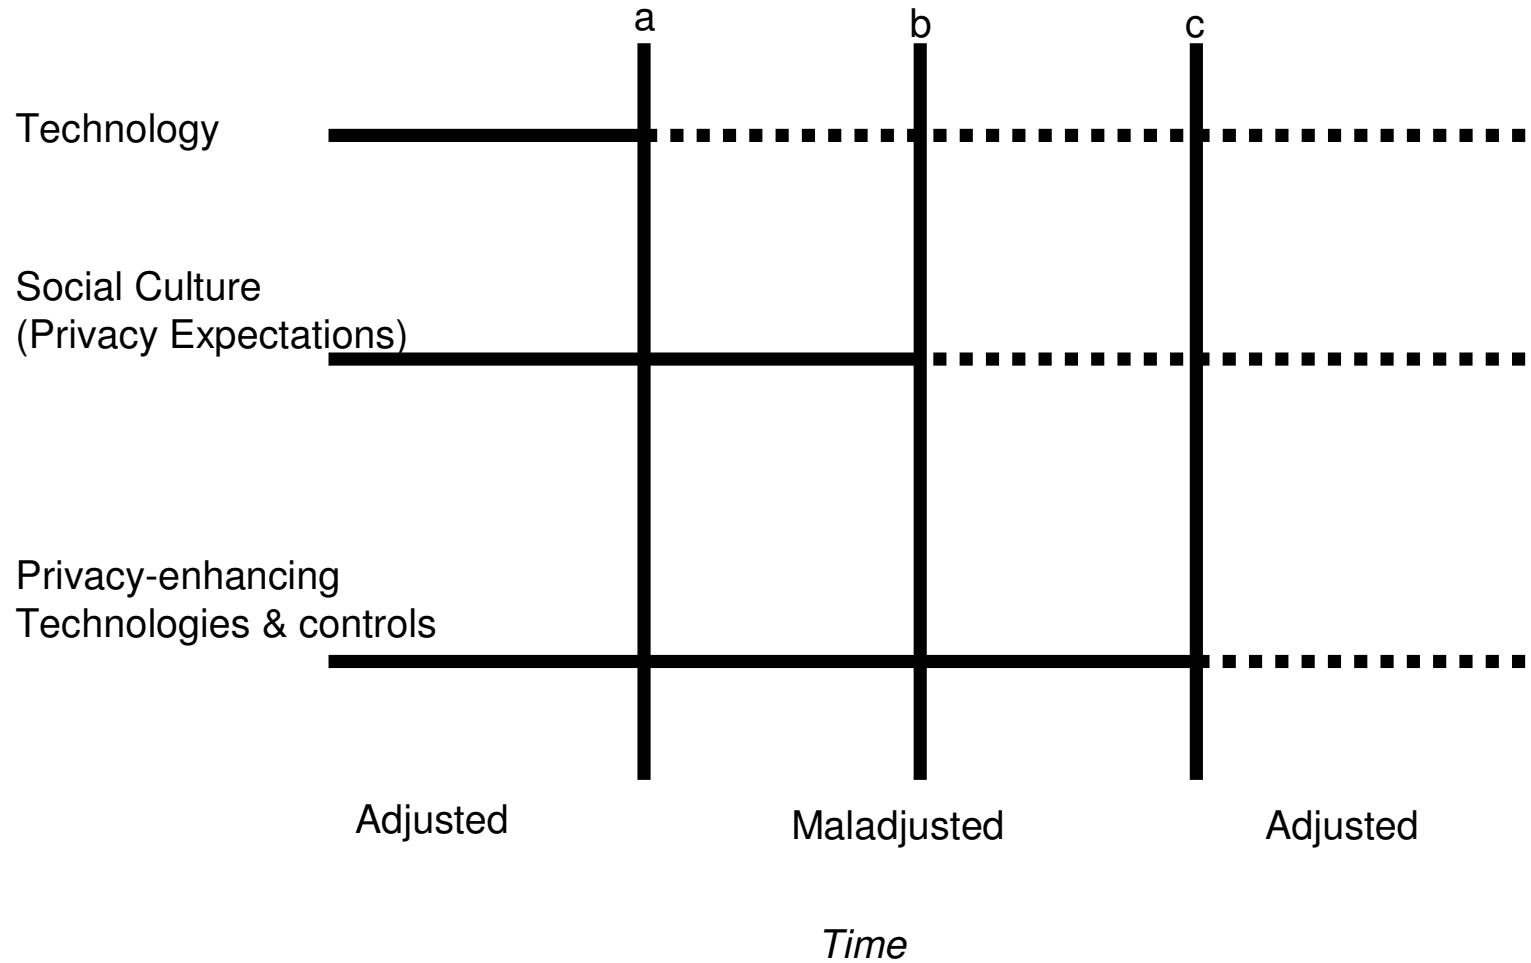 a
b
c
Technology
Social Culture
(Privacy Expectations)
Privacy-enhancing
Technologies & controls
Adjusted
Maladjusted
Adjusted
Time